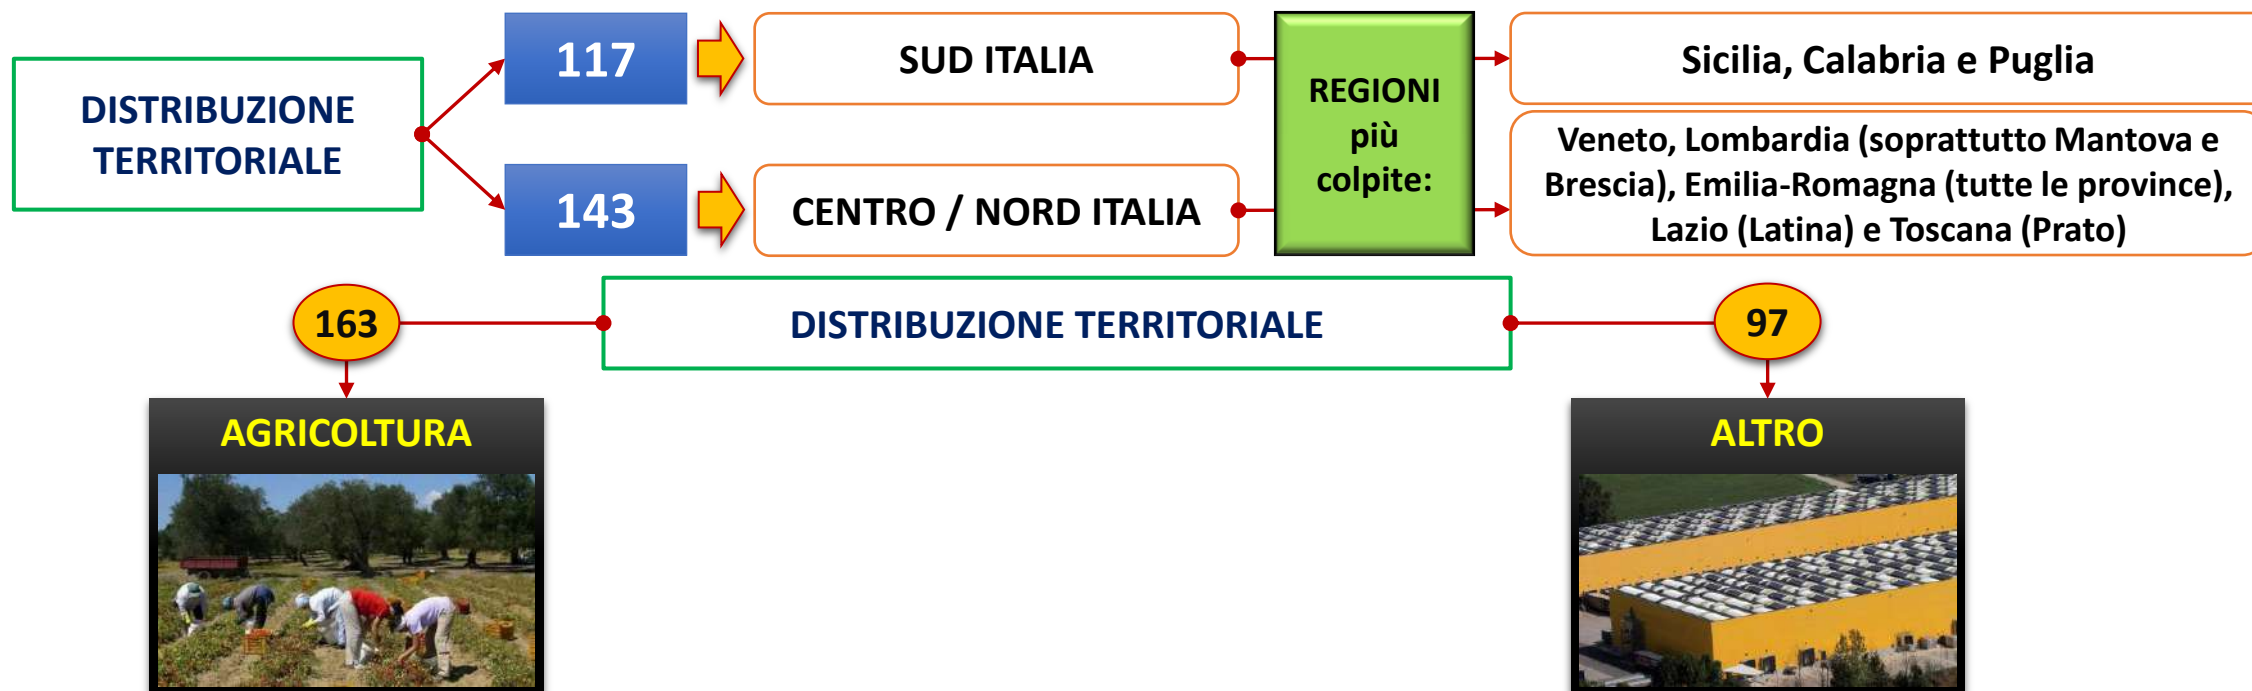 DISTRIBUZIONE
TERRITORIALE
117
SUD ITALIA
143
CENTRO / NORD ITALIA
REGIONI
più
colpite:
Sicilia, Calabria e Puglia
Veneto, Lombardia (soprattutto Mantova e
Brescia), Emilia-Romagna (tutte le province),
Lazio (Latina) e Toscana (Prato)
163
DISTRIBUZIONE TERRITORIALE
97
AGRICOLTURA
ALTRO